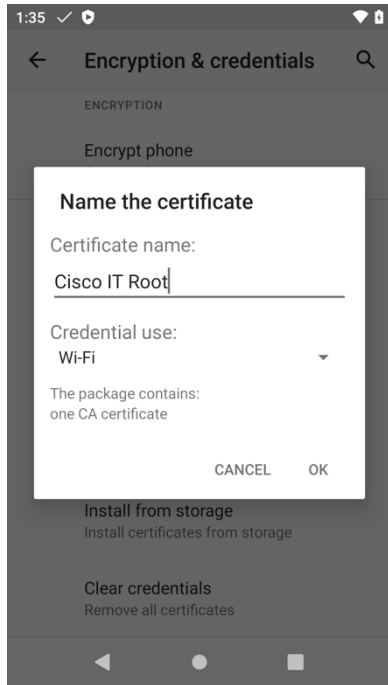 1:35
Encryption & credentials
ENCRYPTION
Encrypt phone
Name the certificate
Certificate name:
Cisco IT Root
Credential use:
Wi-Fi
The package contains:
one CA certificate
CANCEL OK
Install from storage
Install certificates from storage
Clear credentials
Remove all certificates